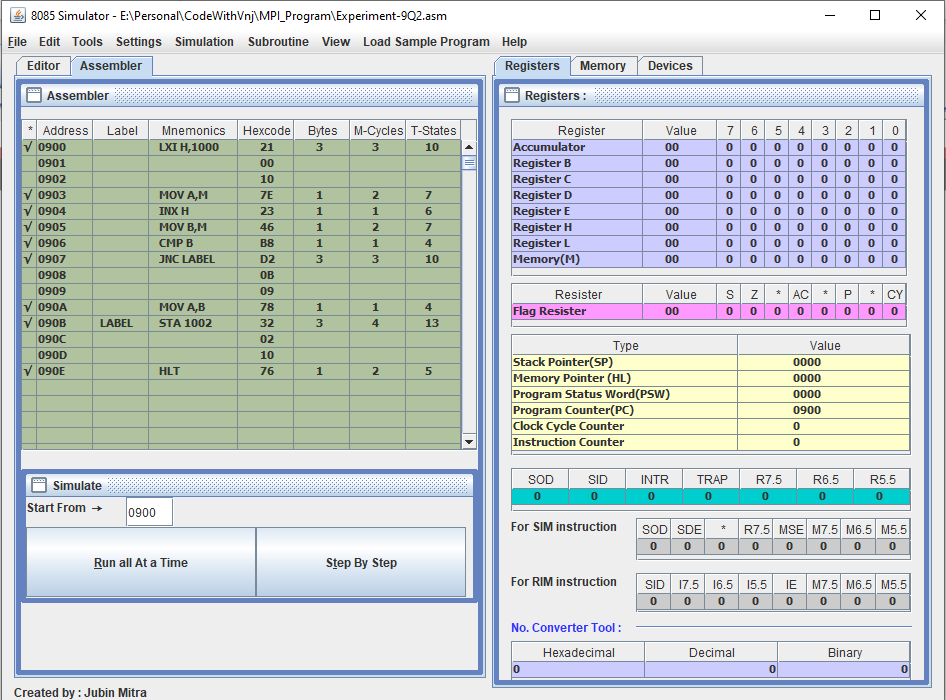 8085 Simulator - E:\Personal\CodeWithVnj\MPI_Program\Experiment-9Q2.asm
File Edit Tools Settings Simulation Subroutine View Load Sample Program Help
Editor Assembler
Assembler
* Address Label Mnemonics Hexcode Bytes M-Cycles T-States
√ 0900 LXI H,1000 21 3 3 10
0901 00
0902 10
√ 0903 MOV A,M 7E 1 2 7
√ 0904 INX H 23 1 1 6
√ 0905 MOV B,M 46 1 2 7
√ 0906 CMP B B8 1 1 4
√ 0907 JNC LABEL D2 3 3 10
0908 0B
0909 09
√ 090A MOV A,B 78 1 1 4
√ 090B LABEL STA 1002 32 3 4 13
090C 02
090D 10
√ 090E HLT 76 1 2 5
Simulate
Start From → 0900
Run all At a Time Step By Step
Created by : Jubin Mitra
Registers Memory Devices
Registers :
Register Value 7 6 5 4 3 2 1 0
Accumulator 00 0 0 0 0 0 0 0 0
Register B 00 0 0 0 0 0 0 0 0
Register C 00 0 0 0 0 0 0 0 0
Register D 00 0 0 0 0 0 0 0 0
Register E 00 0 0 0 0 0 0 0 0
Register H 00 0 0 0 0 0 0 0 0
Register L 00 0 0 0 0 0 0 0 0
Memory(M) 00 0 0 0 0 0 0 0 0
Resister Value S Z * AC * P * CY
Flag Resister 00 0 0 0 0 0 0 0 0
Type Value
Stack Pointer(SP) 0000
Memory Pointer (HL) 0000
Program Status Word(PSW) 0000
Program Counter(PC) 0900
Clock Cycle Counter 0
Instruction Counter 0
SOD SID INTR TRAP R7.5 R6.5 R5.5
0 0 0 0 0 0 0
For SIM instruction SOD SDE * R7.5 MSE M7.5 M6.5 M5.5
0 0 0 0 0 0 0 0
For RIM instruction SID I7.5 I6.5 I5.5 IE M7.5 M6.5 M5.5
0 0 0 0 0 0 0 0
No. Converter Tool :
Hexadecimal Decimal Binary
0 0 0